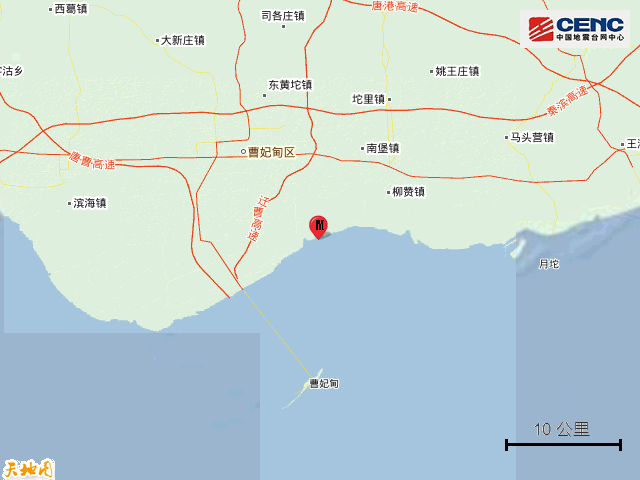 西葛镇
司各庄镇
唐港高速
CENC
中国地震台网中心
大新庄镇
沽乡
姚王庄镇
东黄坨镇
坨里镇
秦滨高速
马头营镇
曹妃甸区
南堡镇
唐曹高速
柳赞镇
滨海镇
迁曹高速
月坨
曹妃甸
10 公里
天地图